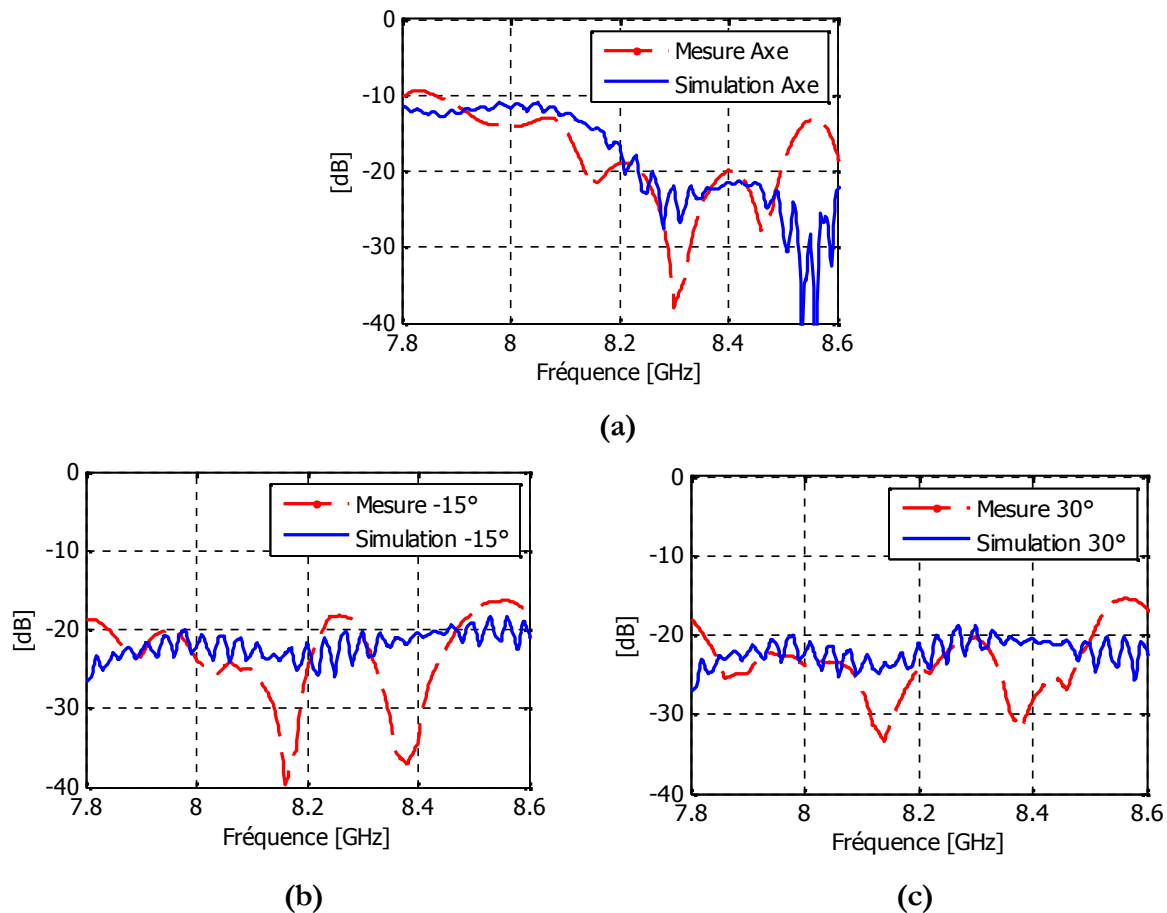 0
-10
-20
-30
-40
[dB]
Mesure Axe
Simulation Axe
7.8 8 8.2 8.4 8.6
Fréquence [GHz]
(a)
0
-10
-20
-30
-40
[dB]
Mesure -15°
Simulation -15°
7.8 8 8.2 8.4 8.6
Fréquence [GHz]
(b)
0
-10
-20
-30
-40
[dB]
Mesure 30°
Simulation 30°
7.8 8 8.2 8.4 8.6
Fréquence [GHz]
(c)